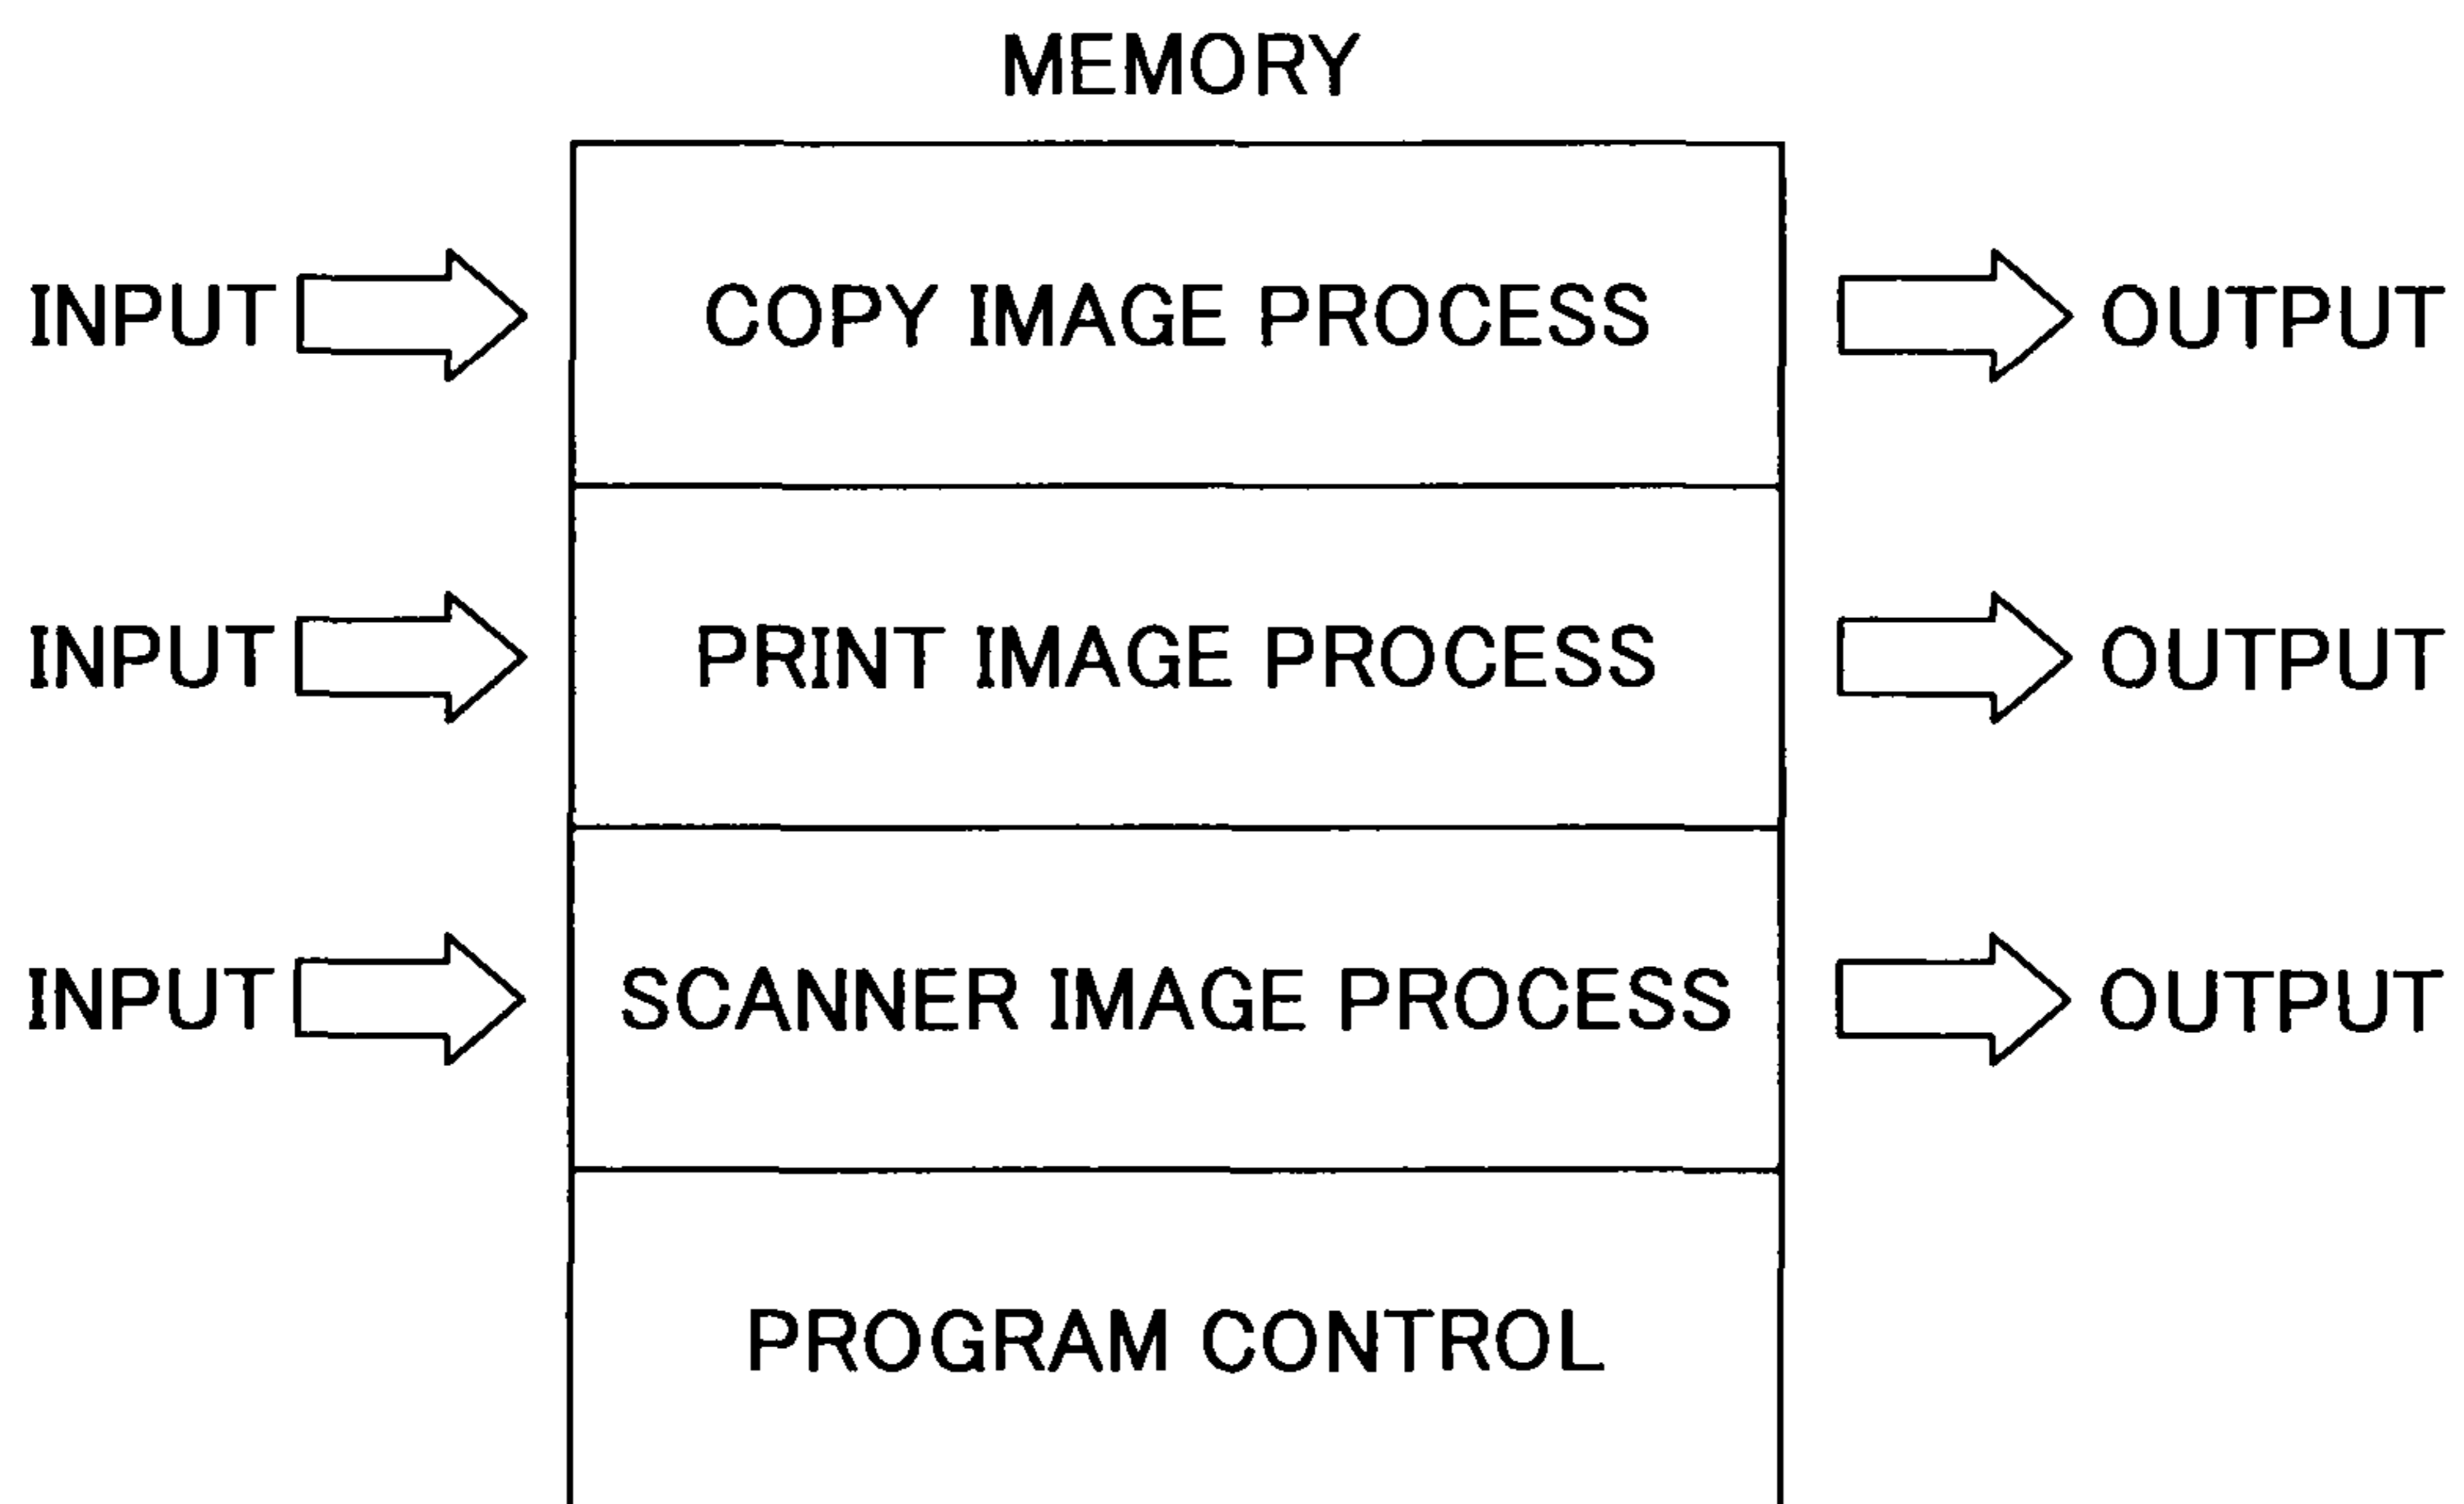 MEMORY
INPUT COPY IMAGE PROCESS OUTPUT
INPUT PRINT IMAGE PROCESS OUTPUT
INPUT SCANNER IMAGE PROCESS OUTPUT
PROGRAM CONTROL